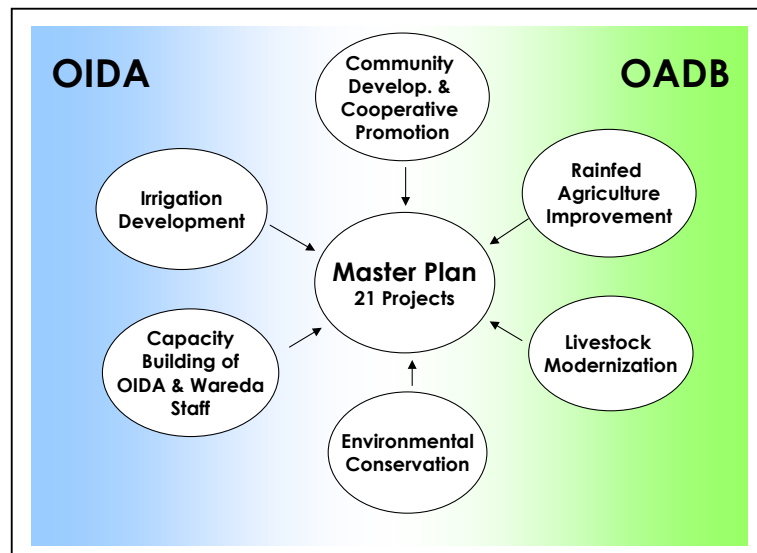 OIDA
OADB
Community
Develop. &
Cooperative
Promotion
Irrigation
Development
Rainfed
Agriculture
Improvement
Master Plan
21 Projects
Capacity
Building of
OIDA & Wareda
Staff
Livestock
Modernization
Environmental
Conservation